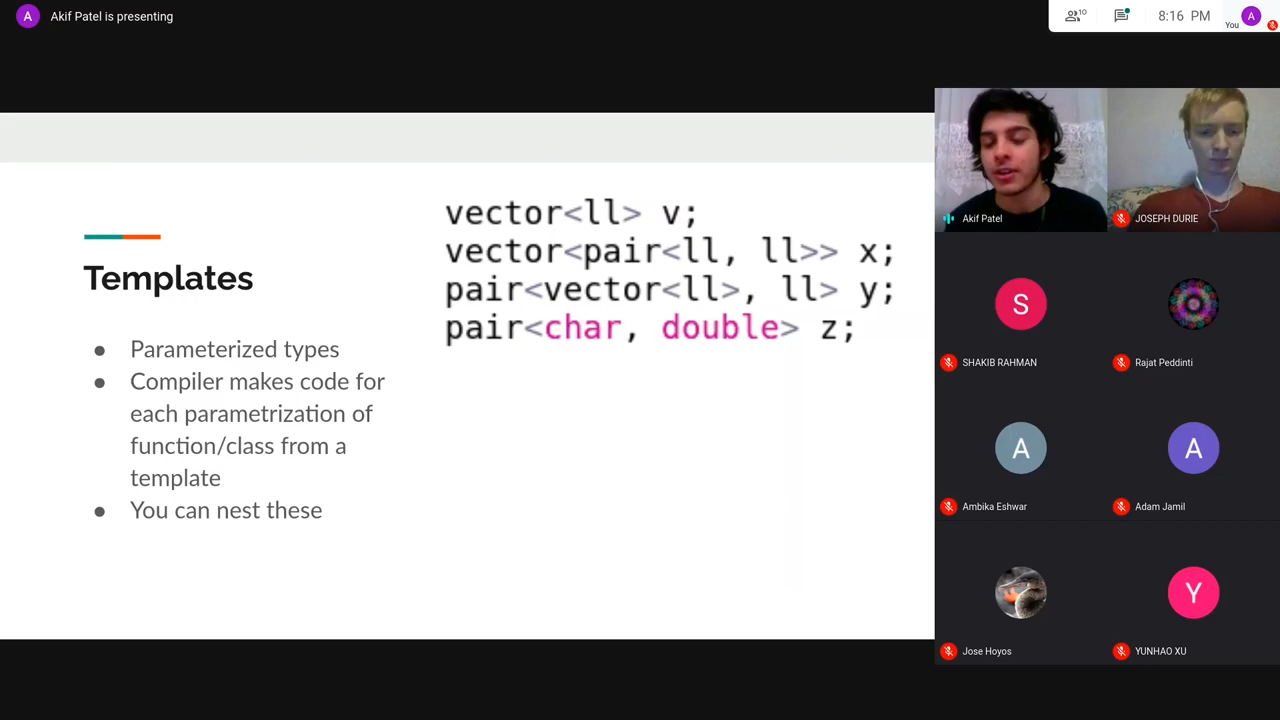 A
Akif Patel is presenting
10
8:16 PM
You
A
Templates
● Parameterized types
● Compiler makes code for
each parametrization of
function/class from a
template
● You can nest these
vector<ll> v;
vector<pair<ll, ll>> x;
pair<vector<ll>, ll> y;
pair<char, double> z;
Akif Patel
JOSEPH DURIE
S
SHAKIB RAHMAN
Rajat Peddinti
A
Ambika Eshwar
A
Adam Jamil
Jose Hoyos
Y
YUNHAO XU